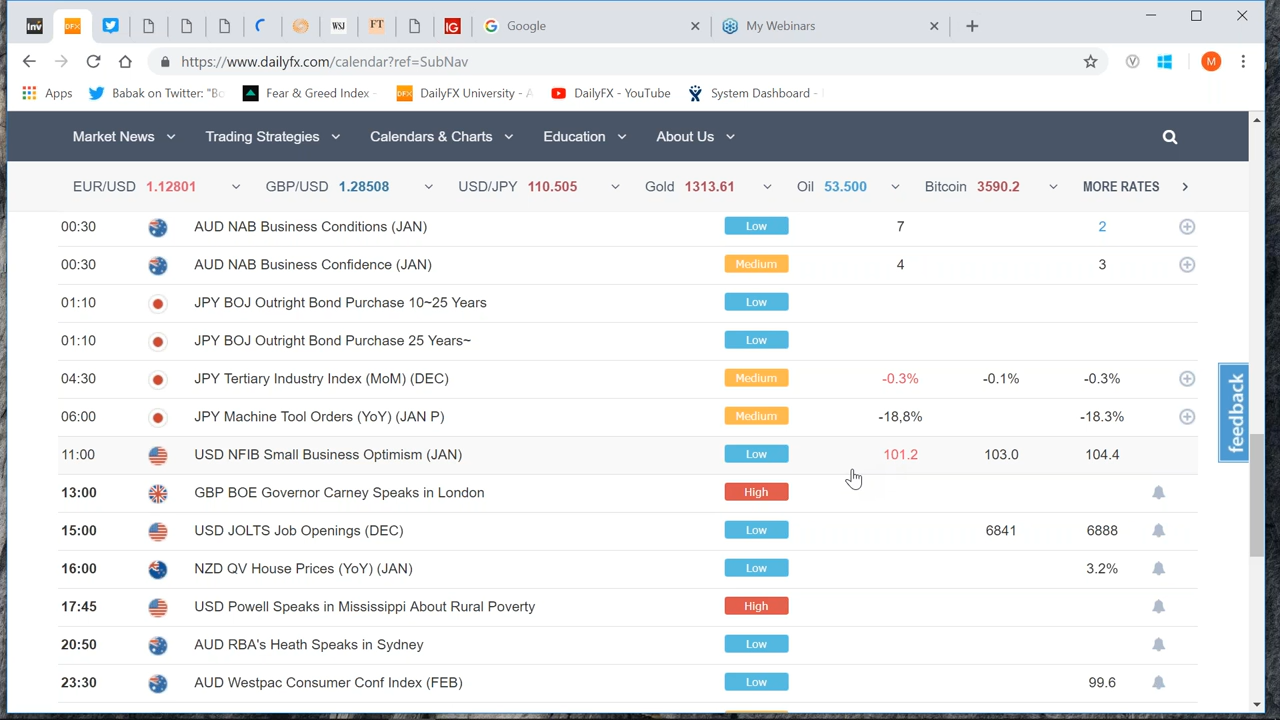 Inv DFX WSJ FT IG Google My Webinars
https://www.dailyfx.com/calendar?ref=SubNav M
Apps Babak on Twitter: "Bo Fear & Greed Index - DFX DailyFX University - A DailyFX - YouTube System Dashboard -
Market News Trading Strategies Calendars & Charts Education About Us
EUR/USD 1.12801 GBP/USD 1.28508 USD/JPY 110.505 Gold 1313.61 Oil 53.500 Bitcoin 3590.2 MORE RATES
00:30 AUD NAB Business Conditions (JAN) Low 7 2
00:30 AUD NAB Business Confidence (JAN) Medium 4 3
01:10 JPY BOJ Outright Bond Purchase 10~25 Years Low
01:10 JPY BOJ Outright Bond Purchase 25 Years~ Low
04:30 JPY Tertiary Industry Index (MoM) (DEC) Medium -0.3% -0.1% -0.3%
06:00 JPY Machine Tool Orders (YoY) (JAN P) Medium -18,8% -18.3%
11:00 USD NFIB Small Business Optimism (JAN) Low 101.2 103.0 104.4
13:00 GBP BOE Governor Carney Speaks in London High
15:00 USD JOLTS Job Openings (DEC) Low 6841 6888
16:00 NZD QV House Prices (YoY) (JAN) Low 3.2%
17:45 USD Powell Speaks in Mississippi About Rural Poverty High
20:50 AUD RBA's Heath Speaks in Sydney Low
23:30 AUD Westpac Consumer Conf Index (FEB) Low 99.6
feedback